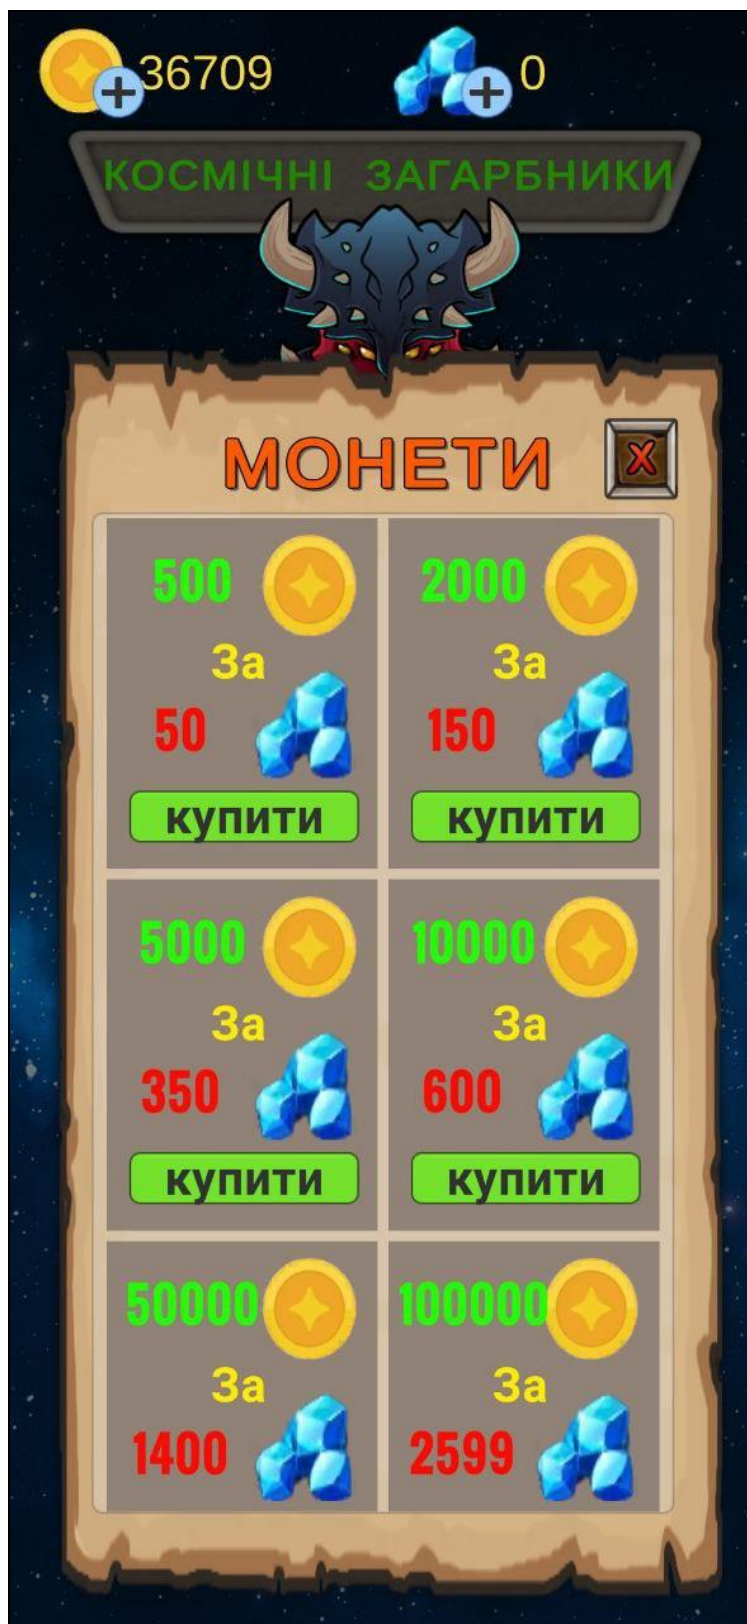 36709 0
КОСМІЧНІ ЗАГАРБНИКИ
МОНЕТИ
X
500 2000
За За
50 150
купити купити
5000 10000
За За
350 600
купити купити
50000 100000
За За
1400 2599